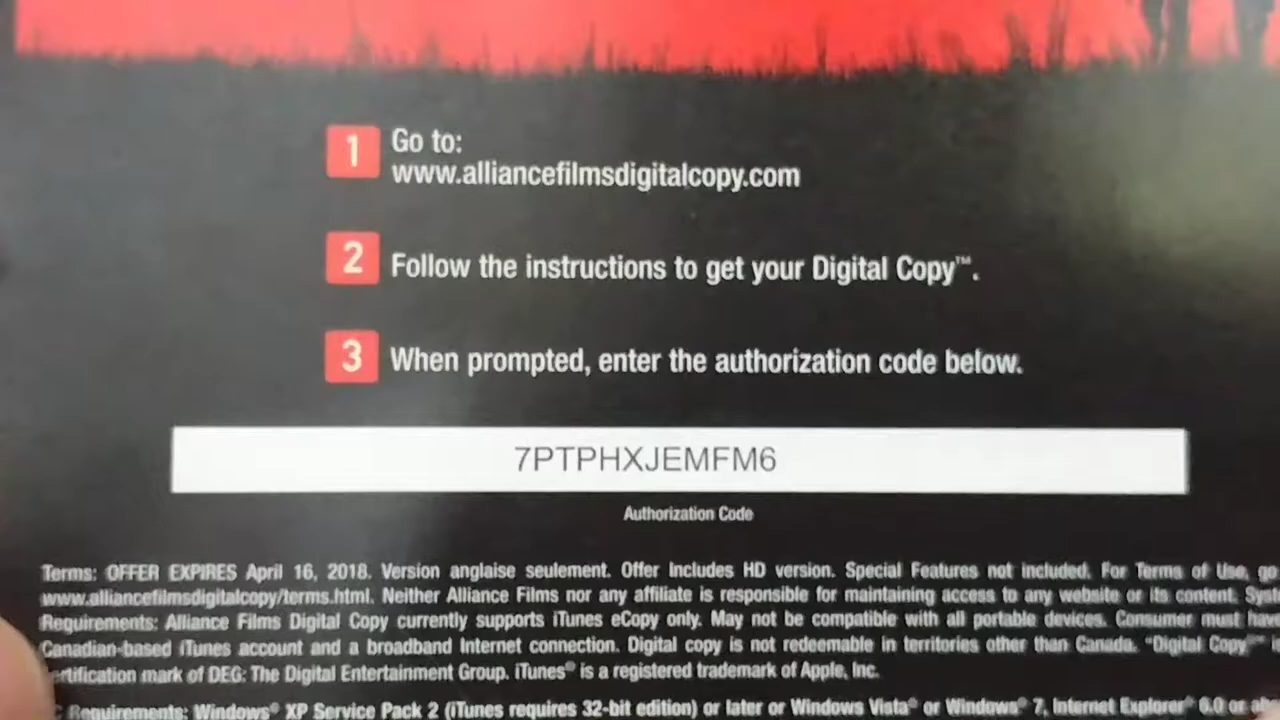 1 Go to:
www.alliancefilmsdigitalcopy.com
2 Follow the instructions to get your Digital Copy™.
3 When prompted, enter the authorization code below.
7PTPHXJEMFM6
Authorization Code
Terms: OFFER EXPIRES April 16, 2018. Version anglaise seulement. Offer Includes HD version. Special Features not included. For Terms of Use, go
www.alliancefilmsdigitalcopy/terms.html. Neither Alliance Films nor any affiliate is responsible for maintaining access to any website or its content. Syst
Requirements: Alliance Films Digital Copy currently supports iTunes eCopy only. May not be compatible with all portable devices. Consumer must have
Canadian-based iTunes account and a broadband Internet connection. Digital copy is not redeemable in territories other than Canada. "Digital Copy™" is
ertification mark of DEG: The Digital Entertainment Group. iTunes® is a registered trademark of Apple, Inc.
C Requirements: Windows® XP Service Pack 2 (iTunes requires 32-bit edition) or later or Windows Vista® or Windows® 7, Internet Explorer® 6.0 or